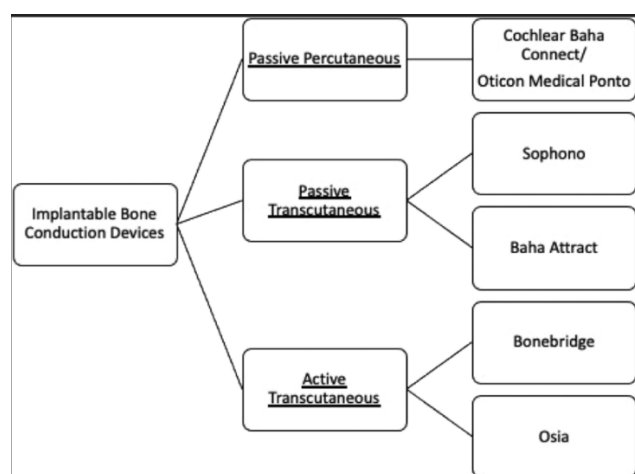 Passive Percutaneous
Cochlear Baha
Connect/
Oticon Medical Ponto
Implantable Bone
Conduction Devices
Passive
Transcutaneous
Sophono
Baha Attract
Active
Transcutaneous
Bonebridge
Osia